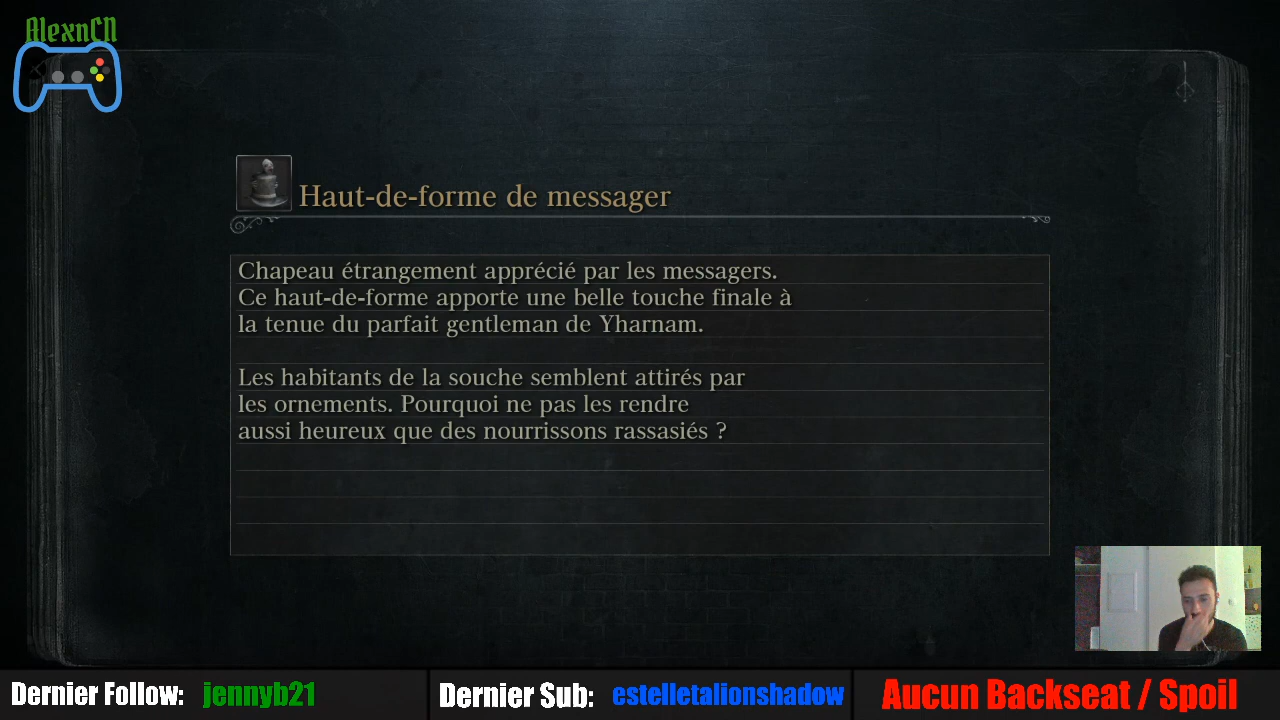 AlexnCN
Haut-de-forme de messager
Chapeau étrangement apprécié par les messagers.
Ce haut-de-forme apporte une belle touche finale à
la tenue du parfait gentleman de Yharnam.
Les habitants de la souche semblent attirés par
les ornements. Pourquoi ne pas les rendre
aussi heureux que des nourrissons rassasiés ?
Dernier Follow: jennyb21
Dernier Sub: estelletalionshadow
Aucun Backseat / Spoil